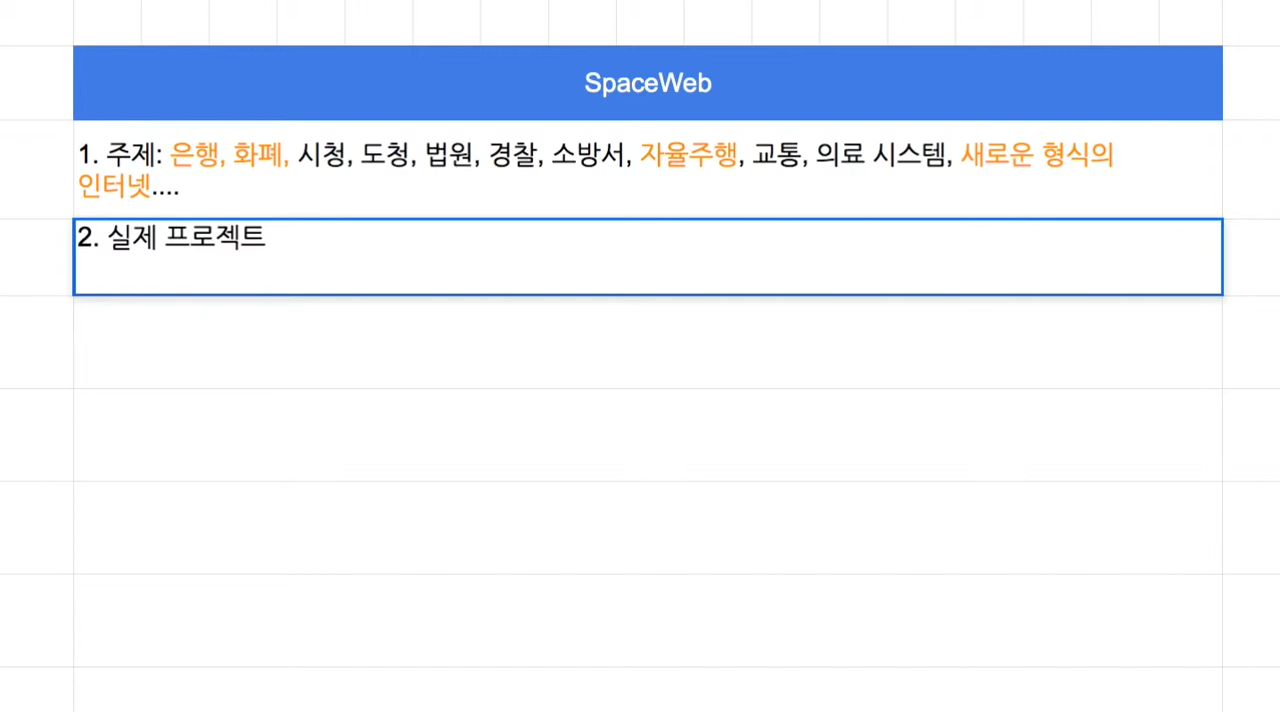 SpaceWeb
1. 주제: 은행, 화폐, 시청, 도청, 법원, 경찰, 소방서, 자율주행, 교통, 의료 시스템, 새로운 형식의
인터넷....
2. 실제 프로젝트